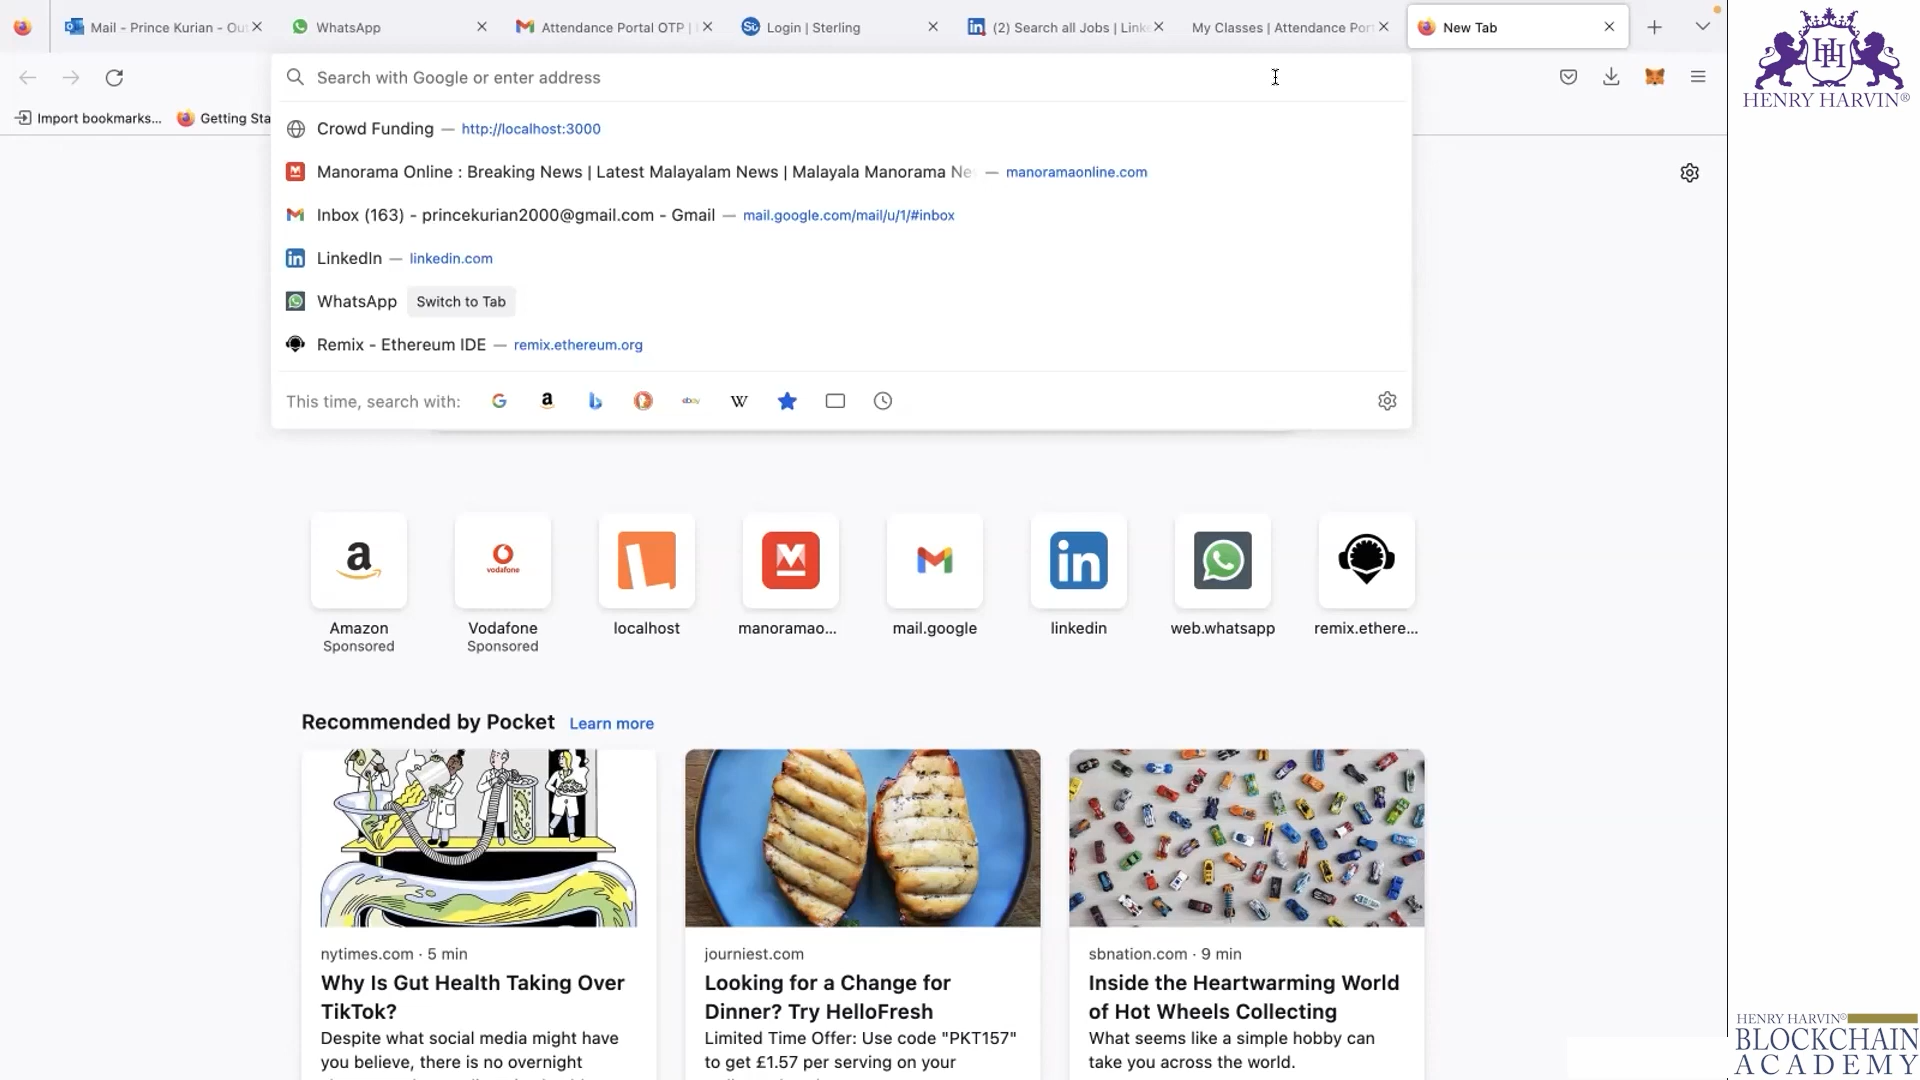 Mail - Prince Kurian - Out
WhatsApp
Attendance Portal OTP |
Login | Sterling
(2) Search all Jobs | Linke
My Classes | Attendance Por
New Tab
Search with Google or enter address
Import bookmarks...
Getting Sta
Crowd Funding — http://localhost:3000
Manorama Online : Breaking News | Latest Malayalam News | Malayala Manorama Ne — manoramaonline.com
Inbox (163) - princekurian2000@gmail.com - Gmail — mail.google.com/mail/u/1/#inbox
LinkedIn — linkedin.com
WhatsApp Switch to Tab
Remix - Ethereum IDE — remix.ethereum.org
This time, search with:
Amazon
Sponsored
vodafone
Vodafone
Sponsored
localhost
manoramao...
mail.google
linkedin
web.whatsapp
remix.ethere...
Recommended by Pocket Learn more
nytimes.com · 5 min
Why Is Gut Health Taking Over
TikTok?
Despite what social media might have
you believe, there is no overnight
journiest.com
Looking for a Change for
Dinner? Try HelloFresh
Limited Time Offer: Use code "PKT157"
to get £1.57 per serving on your
sbnation.com · 9 min
Inside the Heartwarming World
of Hot Wheels Collecting
What seems like a simple hobby can
take you across the world.
HENRY HARVIN®
HENRY HARVIN®
BLOCKCHAIN
ACADEMY